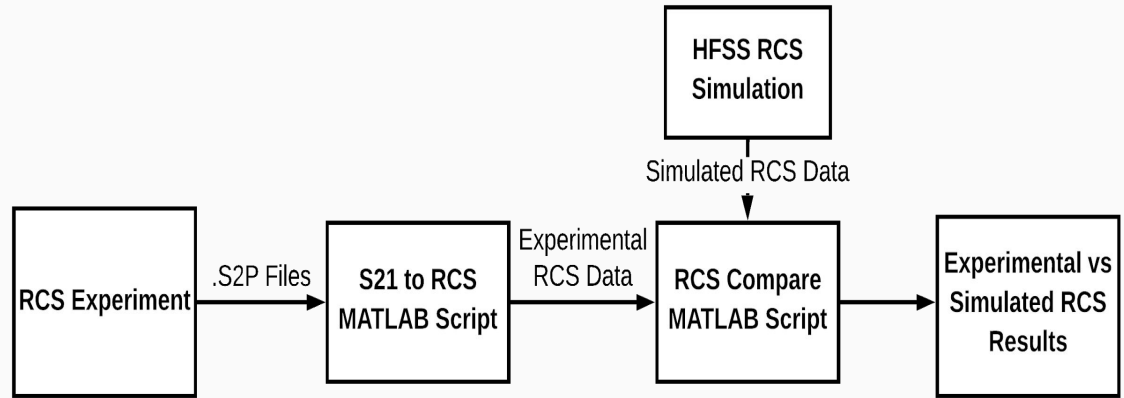 HFSS RCS
Simulation
Simulated RCS Data
RCS Experiment
.S2P Files
S21 to RCS
MATLAB Script
Experimental
RCS Data
RCS Compare
MATLAB Script
Experimental vs
Simulated RCS
Results